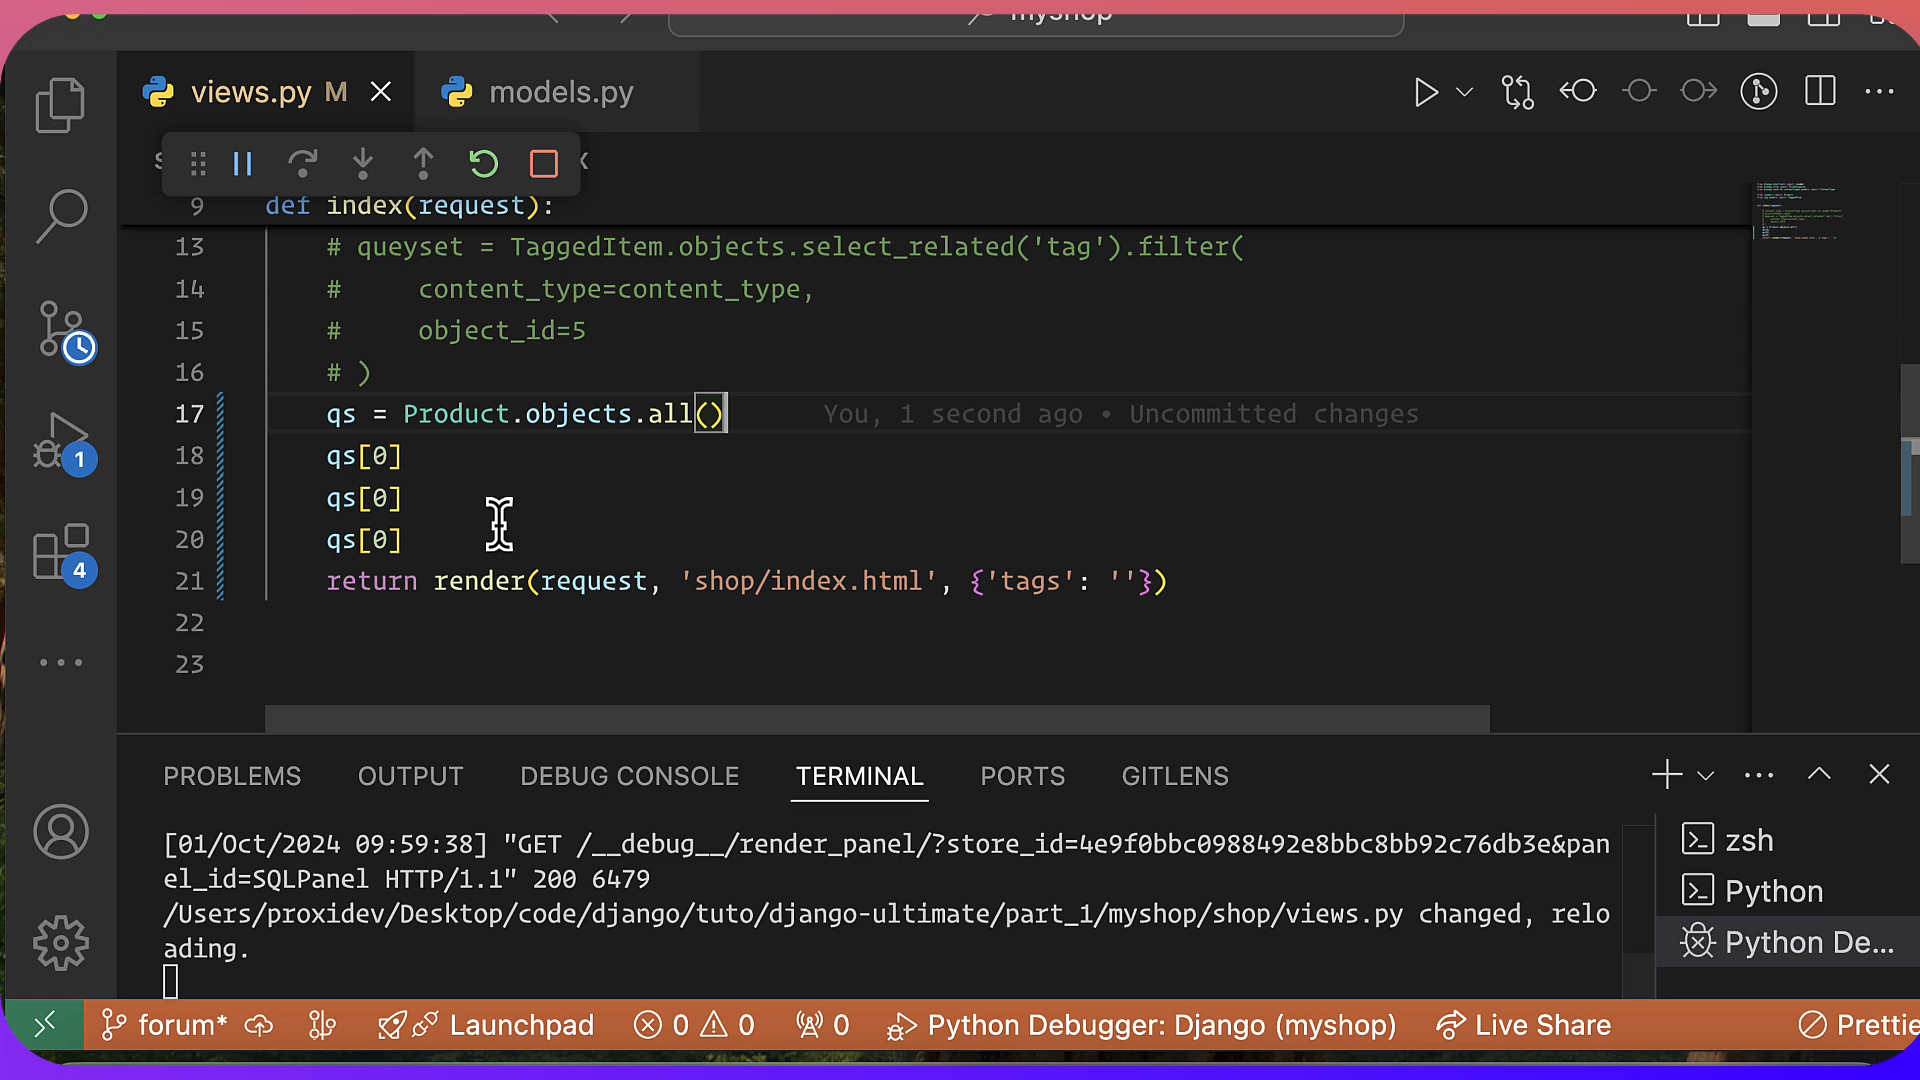 myshop
views.py M
models.py
9 def index(request):
13 # queyset = TaggedItem.objects.select_related('tag').filter(
14 #     content_type=content_type,
15 #     object_id=5
16 # )
17 qs = Product.objects.all() You, 1 second ago • Uncommitted changes
18 qs[0]
19 qs[0]
20 qs[0]
21 return render(request, 'shop/index.html', {'tags': ''})
22
23
1
4
PROBLEMS OUTPUT DEBUG CONSOLE TERMINAL PORTS GITLENS
[01/Oct/2024 09:59:38] "GET /__debug__/render_panel/?store_id=4e9f0bbc0988492e8bbc8bb92c76db3e&pan
el_id=SQLPanel HTTP/1.1" 200 6479
/Users/proxidev/Desktop/code/django/tuto/django-ultimate/part_1/myshop/shop/views.py changed, relo
ading.
zsh
Python
Python De...
forum* Launchpad 0 0 0 Python Debugger: Django (myshop) Live Share Prettie